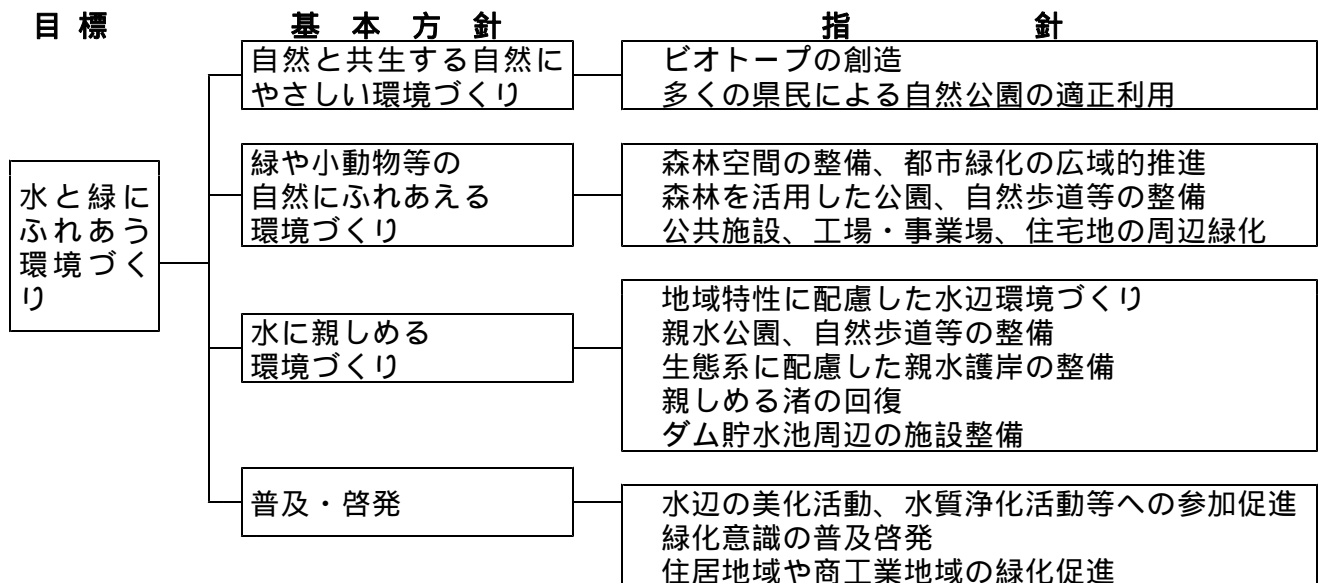 目標 基本方針 指針
自然と共生する自然に
やさしい環境づくり
ビオトープの創造
多くの県民による自然公園の適正利用
水と緑に
ふれあう
環境づく
り
緑や小動物等の
自然にふれあえる
環境づくり
森林空間の整備、都市緑化の広域的推進
森林を活用した公園、自然歩道等の整備
公共施設、工場・事業場、住宅地の周辺緑化
水に親しめる
環境づくり
地域特性に配慮した水辺環境づくり
親水公園、自然歩道等の整備
生態系に配慮した親水護岸の整備
親しめる渚の回復
ダム貯水池周辺の施設整備
普及・啓発
水辺の美化活動、水質浄化活動等への参加促進
緑化意識の普及啓発
住居地域や商工業地域の緑化促進